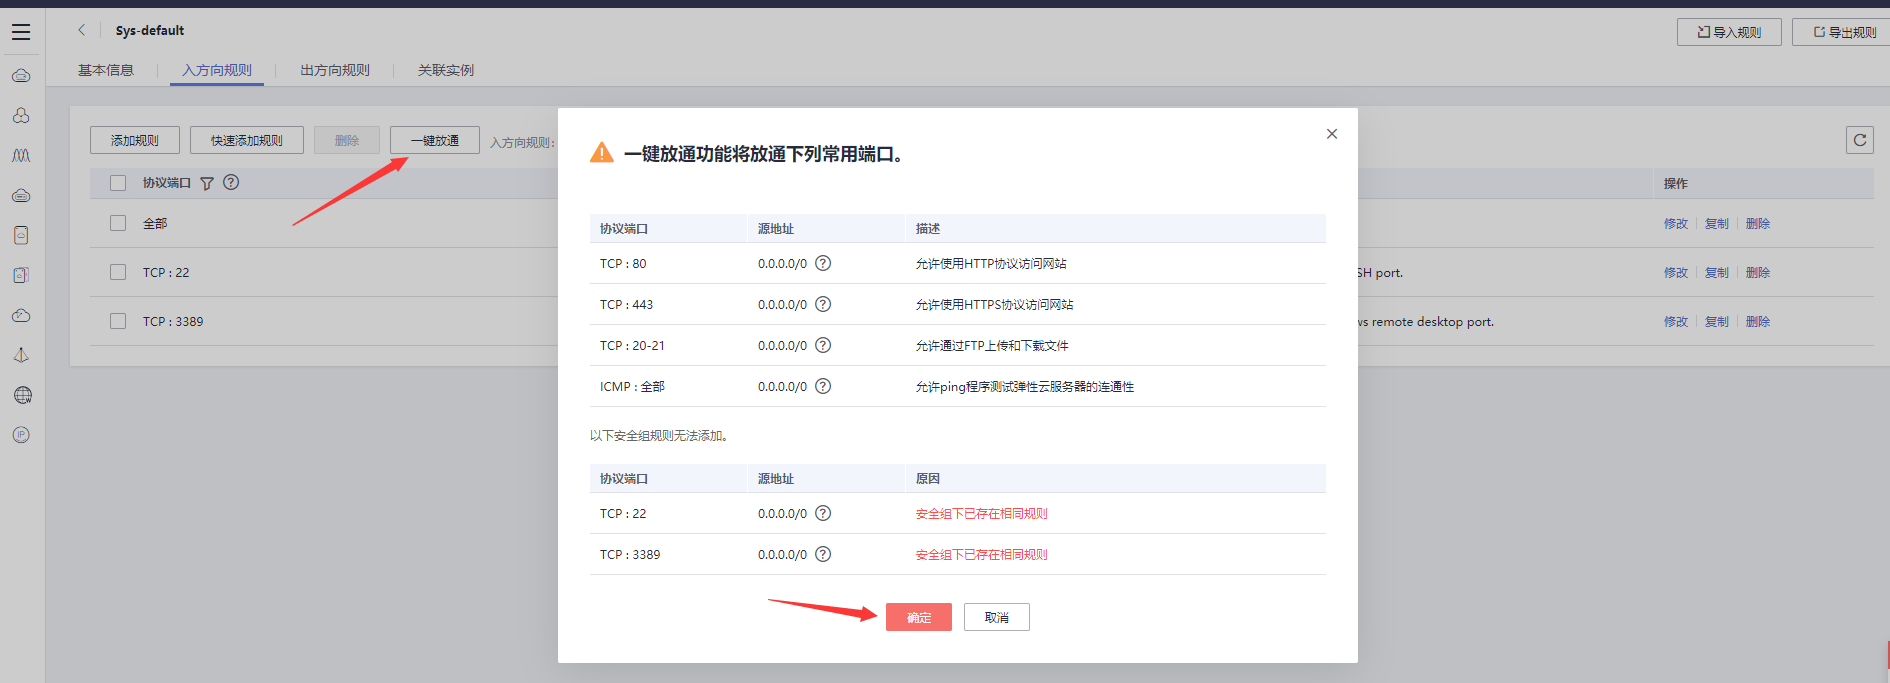 Sys-default
导入规则
导出规则
基本信息
入方向规则
出方向规则
关联实例
添加规则
快速添加规则
删除
一键放通
入方向规则:
协议端口
操作
全部
修改 复制 删除
TCP : 22
SH port.
修改 复制 删除
TCP : 3389
ws remote desktop port.
修改 复制 删除
一键放通功能将放通下列常用端口。
协议端口 源地址 描述
TCP : 80 0.0.0.0/0 允许使用HTTP协议访问网站
TCP : 443 0.0.0.0/0 允许使用HTTPS协议访问网站
TCP : 20-21 0.0.0.0/0 允许通过FTP上传和下载文件
ICMP : 全部 0.0.0.0/0 允许ping程序测试弹性云服务器的连通性
以下安全组规则无法添加。
协议端口 源地址 原因
TCP : 22 0.0.0.0/0 安全组下已存在相同规则
TCP : 3389 0.0.0.0/0 安全组下已存在相同规则
确定
取消